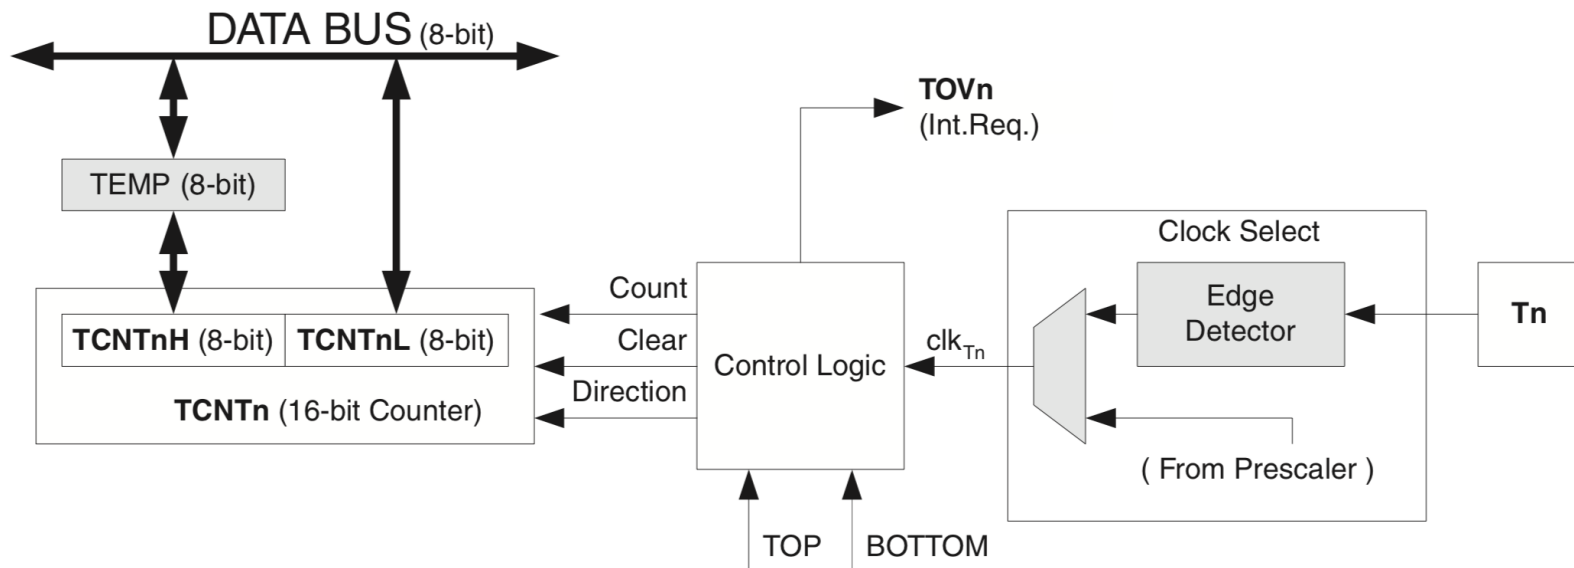 DATA BUS (8-bit)
TEMP (8-bit)
TCNTnH (8-bit) TCNTnL (8-bit)
TCNTn (16-bit Counter)
Count
Clear
Direction
Control Logic
TOVn
(Int.Req.)
TOP
BOTTOM
clkTn
Clock Select
Edge
Detector
( From Prescaler )
Tn